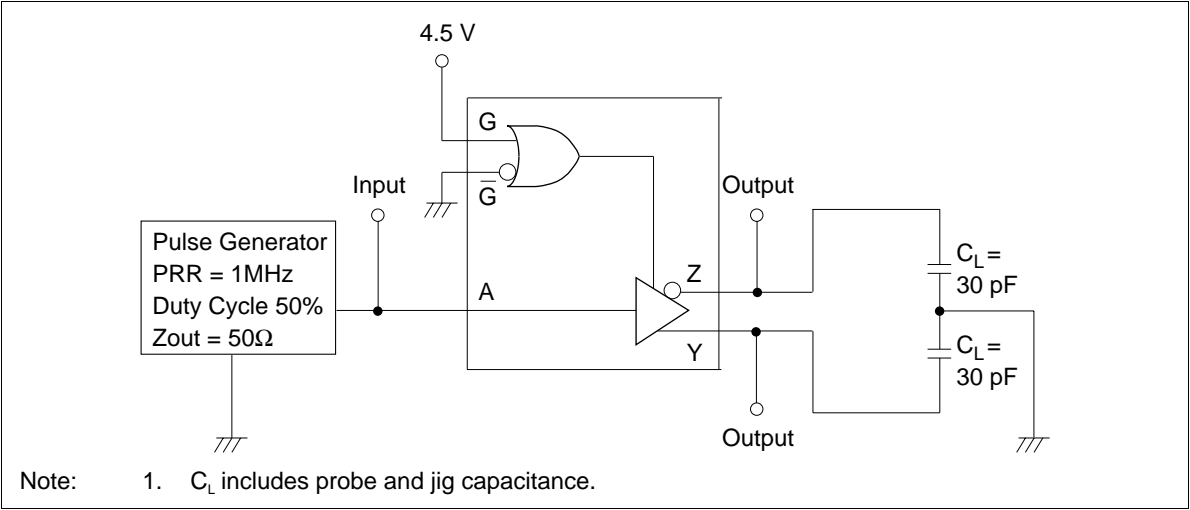 4.5 V
G
G̅
Input
Output
Pulse Generator
PRR = 1MHz
Duty Cycle 50%
Zout = 50Ω
A
Z
Y
C_L =
30 pF
C_L =
30 pF
Output
Note: 1. C_L includes probe and jig capacitance.